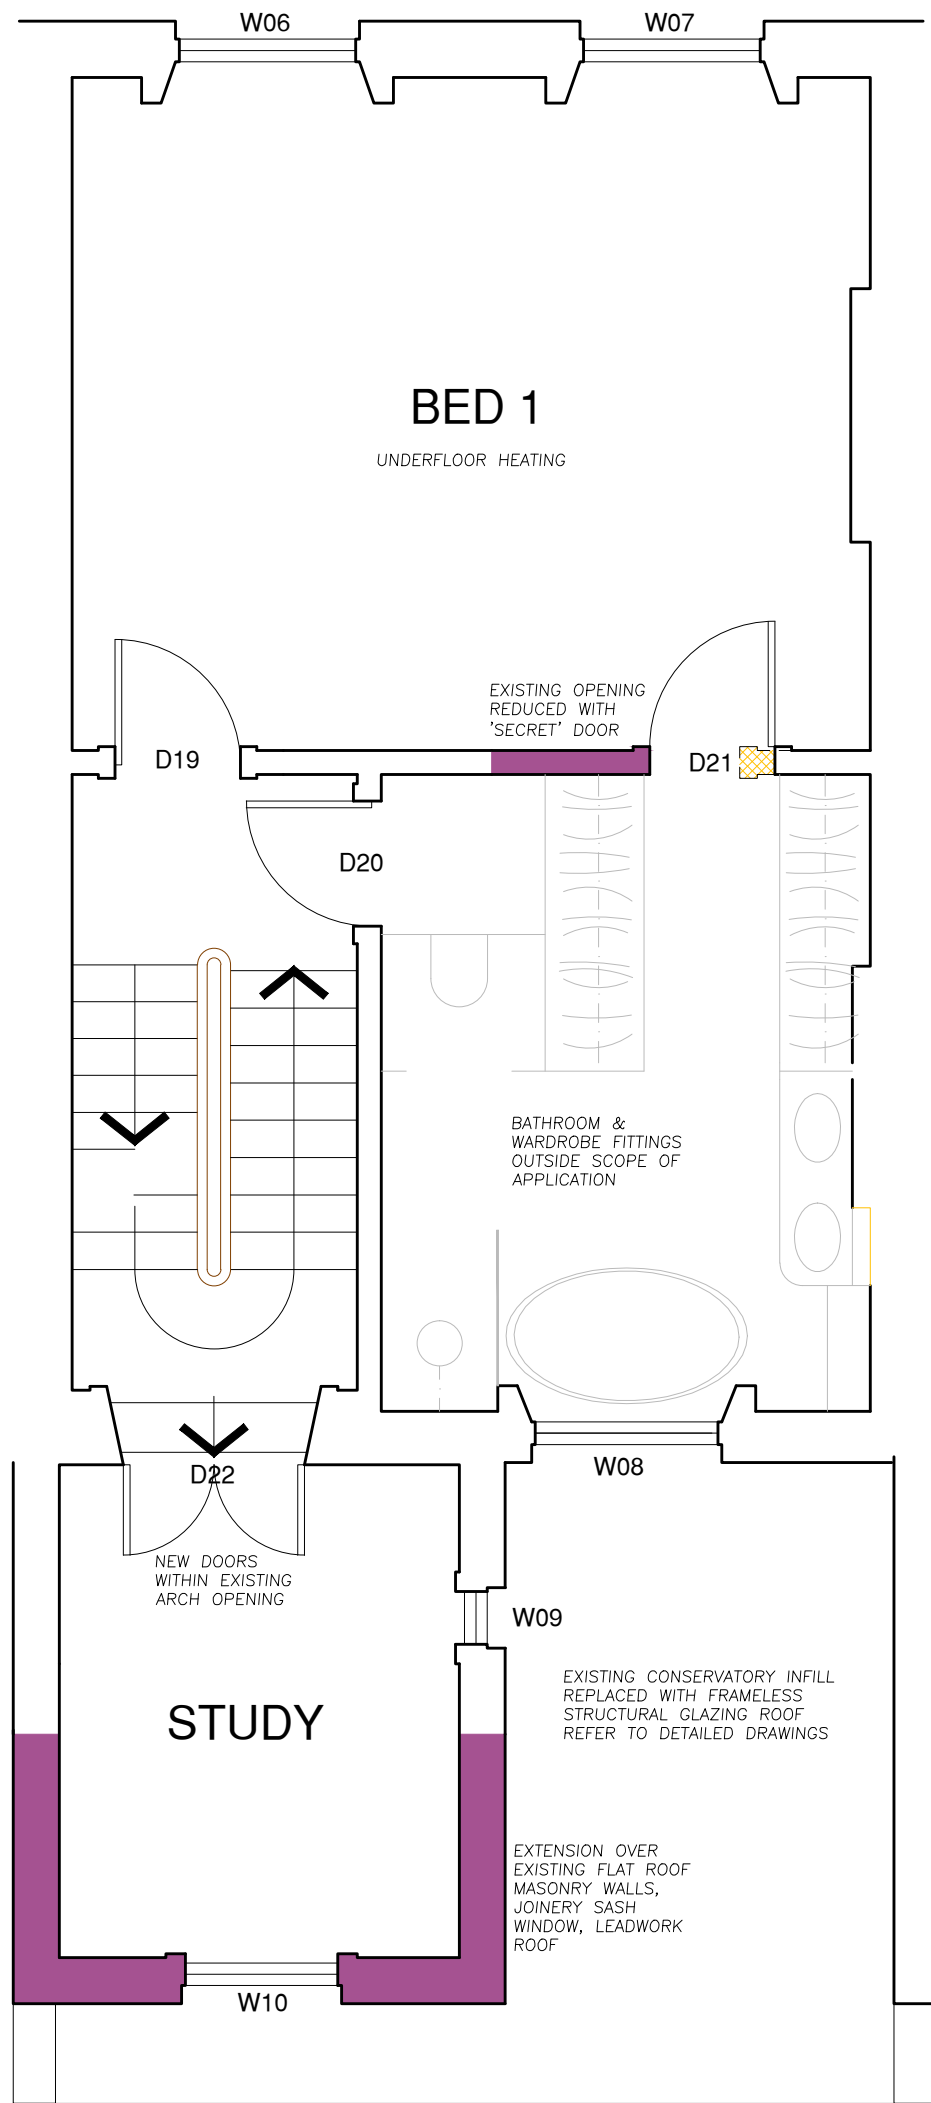 W06
W07
BED 1
UNDERFLOOR HEATING
EXISTING OPENING
REDUCED WITH
'SECRET' DOOR
D19
D21
D20
BATHROOM &
WARDROBE FITTINGS
OUTSIDE SCOPE OF
APPLICATION
W08
D22
NEW DOORS
WITHIN EXISTING
ARCH OPENING
W09
EXISTING CONSERVATORY INFILL
REPLACED WITH FRAMELESS
STRUCTURAL GLAZING ROOF
REFER TO DETAILED DRAWINGS
STUDY
EXTENSION OVER
EXISTING FLAT ROOF
MASONRY WALLS,
JOINERY SASH
WINDOW, LEADWORK
ROOF
W10